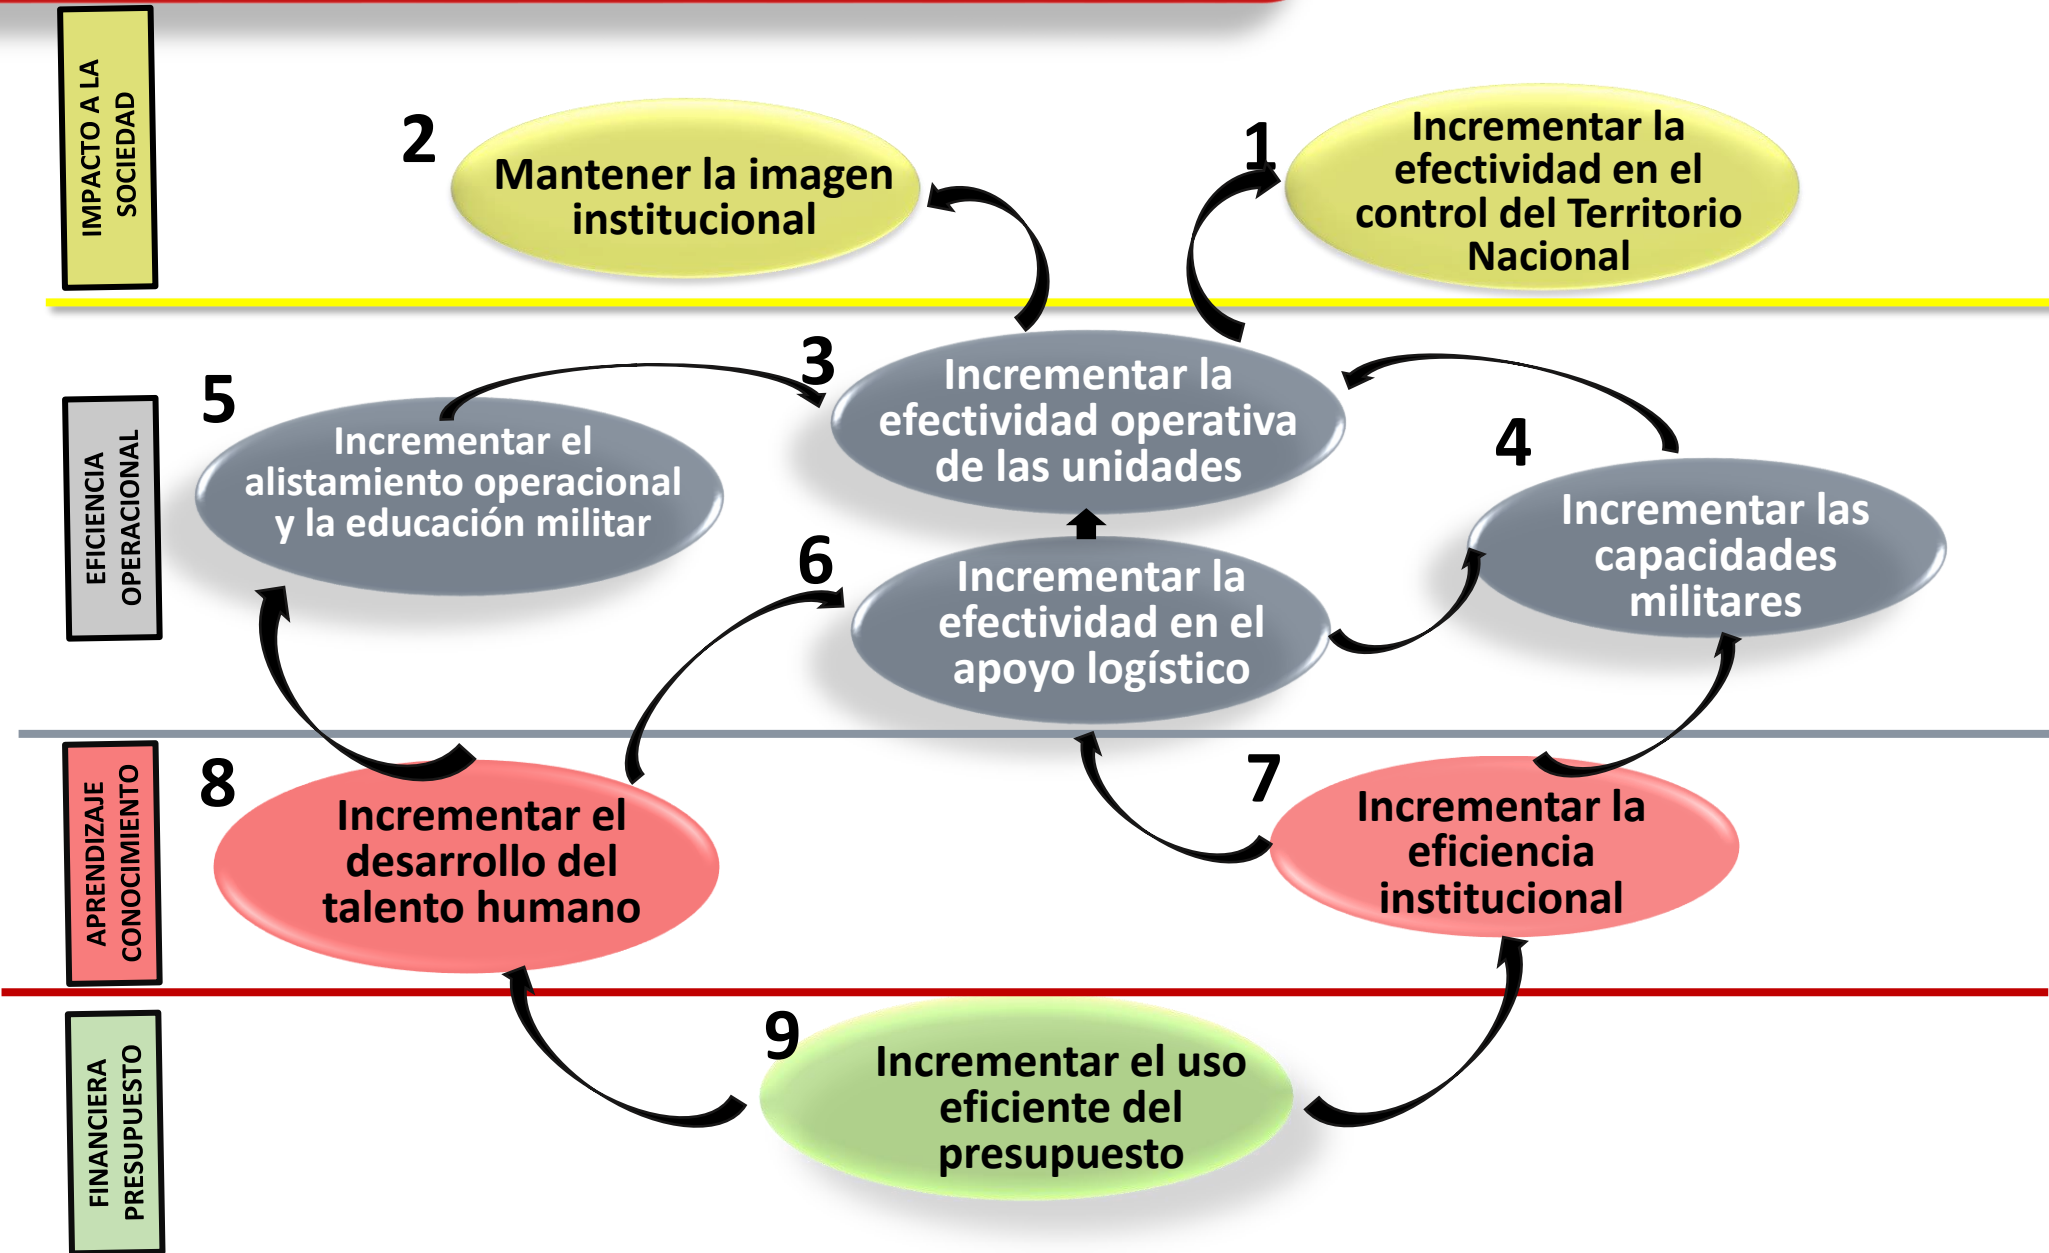 IMPACTO A LA
SOCIEDAD
2
Mantener la imagen
institucional
1
Incrementar la
efectividad en el
control del Territorio
Nacional
EFICIENCIA
OPERACIONAL
5
Incrementar el
alistamiento operacional
y la educación militar
3
Incrementar la
efectividad operativa
de las unidades
4
Incrementar las
capacidades
militares
6
Incrementar la
efectividad en el
apoyo logístico
APRENDIZAJE
CONOCIMIENTO
8
Incrementar el
desarrollo del
talento humano
7
Incrementar la
eficiencia
institucional
FINANCIERA
PRESUPUESTO
9
Incrementar el uso
eficiente del
presupuesto